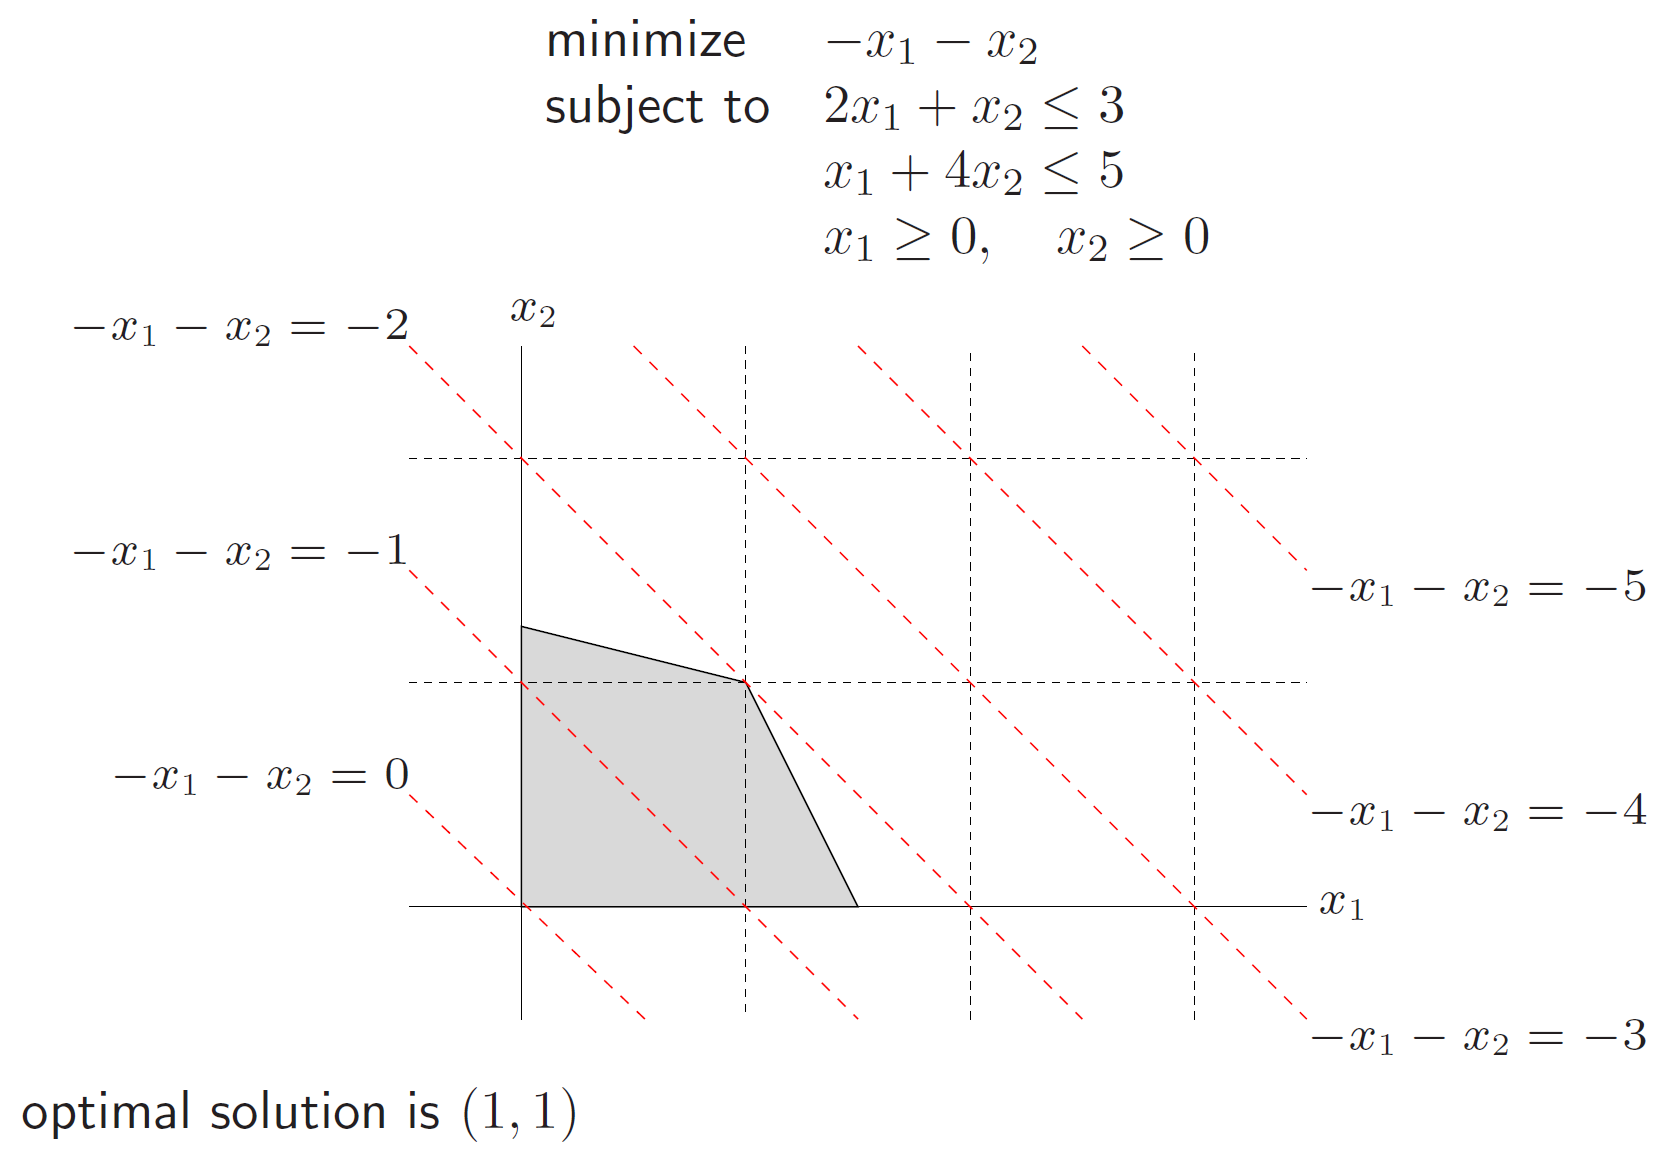 minimize −x₁ − x₂
subject to 2x₁ + x₂ ≤ 3
x₁ + 4x₂ ≤ 5
x₁ ≥ 0, x₂ ≥ 0
x₂
−x₁ − x₂ = −2
−x₁ − x₂ = −1
−x₁ − x₂ = −5
−x₁ − x₂ = 0
−x₁ − x₂ = −4
x₁
−x₁ − x₂ = −3
optimal solution is (1, 1)